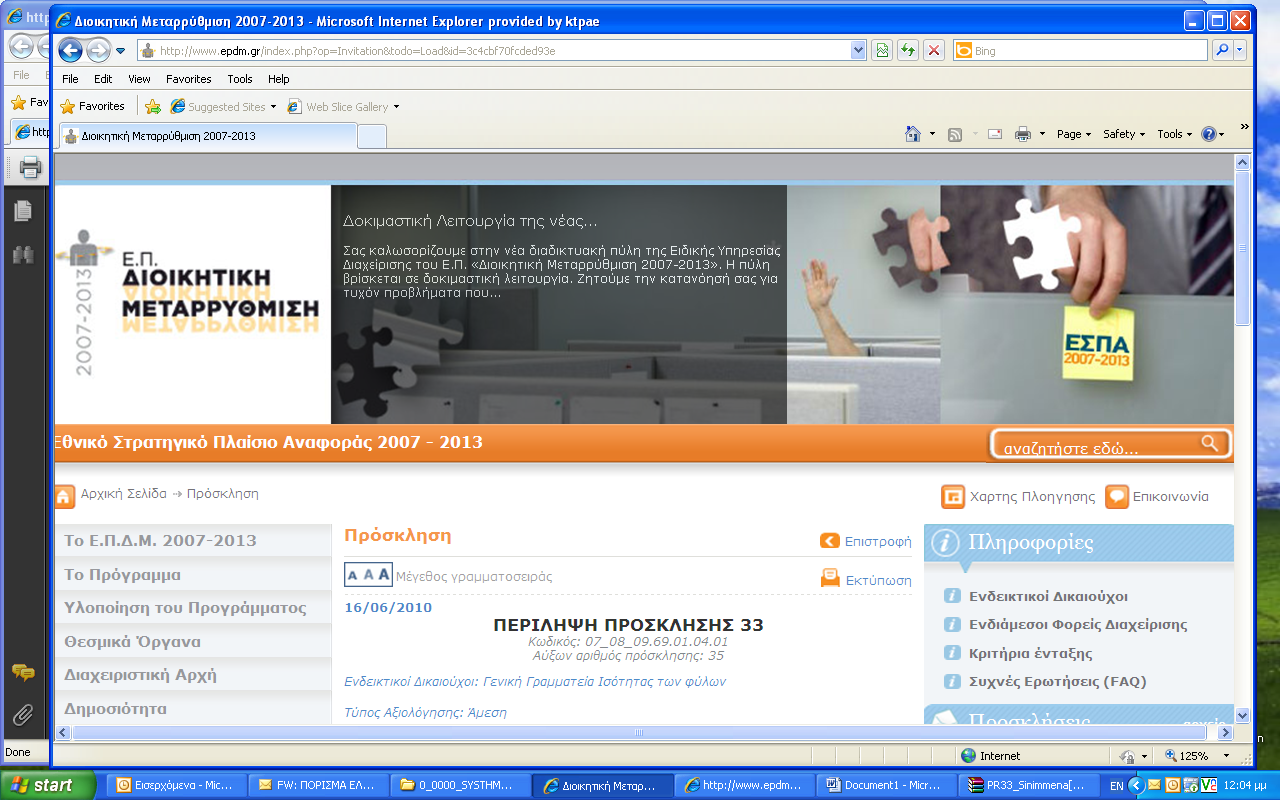 http
Διοικητική Μεταρρύθμιση 2007-2013 - Microsoft Internet Explorer provided by ktpae
http://www.epdm.gr/index.php?op=Invitation&todo=Load&id=3c4cbf70fcded93e
Bing
File
File Edit View Favorites Tools Help
Fav
Favorites Suggested Sites Web Slice Gallery
http
Διοικητική Μεταρρύθμιση 2007-2013
Page Safety Tools
Δοκιμαστική Λειτουργία της νέας...
Σας καλωσορίζουμε στην νέα διαδικτυακή πύλη της Ειδικής Υπηρεσίας
Διαχείρισης του Ε.Π. «Διοικητική Μεταρρύθμιση 2007-2013». Η πύλη
βρίσκεται σε δοκιμαστική λειτουργία. Ζητούμε την κατανόησή σας για
τυχόν προβλήματα που...
Ε.Π.
ΔΙΟΙΚΗΤΙΚΗ
ΜΕΤΑΡΡΥΘΜΙΣΗ
2007-2013
ΕΣΠΑ
2007-2013
Εθνικό Στρατηγικό Πλαίσιο Αναφοράς 2007 - 2013
αναζητήστε εδώ...
Αρχική Σελίδα → Πρόσκληση
Χαρτης Πλοηγησης Επικοινωνία
Το Ε.Π.Δ.Μ. 2007-2013
Το Πρόγραμμα
Υλοποίηση του Προγράμματος
Θεσμικά Όργανα
Διαχειριστική Αρχή
Δημοσιότητα
Πρόσκληση
Επιστροφή
Α Α Α Μέγεθος γραμματοσειράς
Εκτύπωση
16/06/2010
ΠΕΡΙΛΗΨΗ ΠΡΟΣΚΛΗΣΗΣ 33
Κωδικός: 07_08_09.69.01.04.01
Αύξων αριθμός πρόσκλησης: 35
Ενδεικτικοί Δικαιούχοι: Γενική Γραμματεία Ισότητας των φύλων
Τύπος Αξιολόγησης: Άμεση
Πληροφορίες
Ενδεικτικοί Δικαιούχοι
Ενδιάμεσοι Φορείς Διαχείρισης
Κριτήρια ένταξης
Συχνές Ερωτήσεις (FAQ)
Προσκλήσεις
αρχείο
Done
Internet
125%
start
Εισερχόμενα - Mic...
FW: ΠΟΡΙΣΜΑ ΕΛ...
0_0000_SYSTHM...
Διοικητική Μεταρ...
http://www.epdm...
Document1 - Micr...
PR33_Sinimmena[...
EN
12:04 μμ